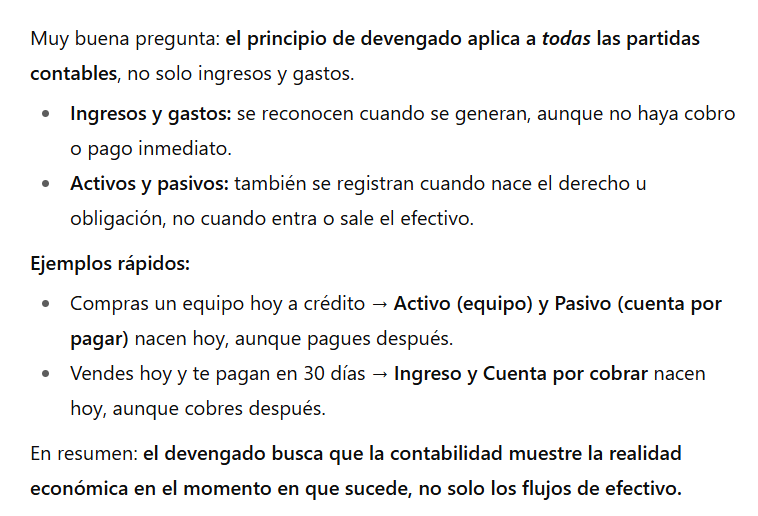 Muy buena pregunta: el principio de devengado aplica a todas las partidas
contables, no solo ingresos y gastos.
• Ingresos y gastos: se reconocen cuando se generan, aunque no haya cobro
o pago inmediato.
• Activos y pasivos: también se registran cuando nace el derecho u
obligación, no cuando entra o sale el efectivo.
Ejemplos rápidos:
• Compras un equipo hoy a crédito → Activo (equipo) y Pasivo (cuenta por
pagar) nacen hoy, aunque pagues después.
• Vendes hoy y te pagan en 30 días → Ingreso y Cuenta por cobrar nacen
hoy, aunque cobres después.
En resumen: el devengado busca que la contabilidad muestre la realidad
económica en el momento en que sucede, no solo los flujos de efectivo.